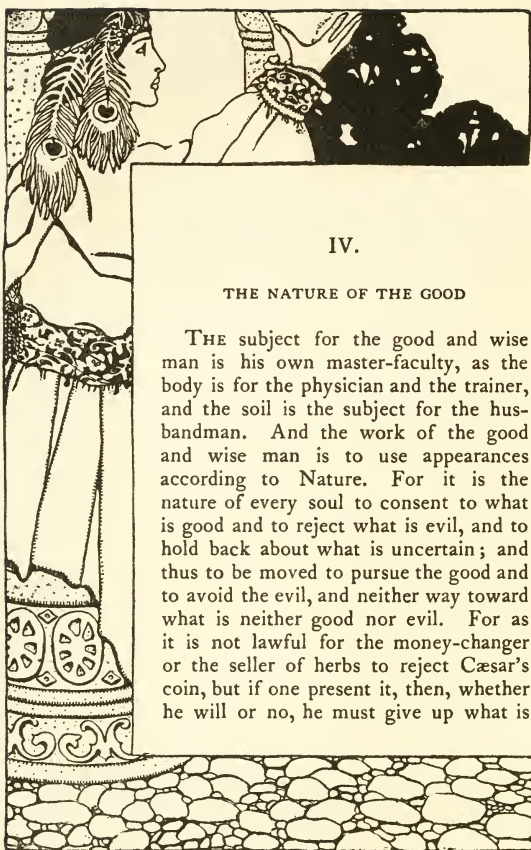 IV.
THE NATURE OF THE GOOD
THE subject for the good and wise
man is his own master-faculty, as the
body is for the physician and the trainer,
and the soil is the subject for the hus-
bandman. And the work of the good
and wise man is to use appearances
according to Nature. For it is the
nature of every soul to consent to what
is good and to reject what is evil, and to
hold back about what is uncertain; and
thus to be moved to pursue the good and
to avoid the evil, and neither way toward
what is neither good nor evil. For as
it is not lawful for the money-changer
or the seller of herbs to reject Cæsar's
coin, but if one present it, then, whether
he will or no, he must give up what is